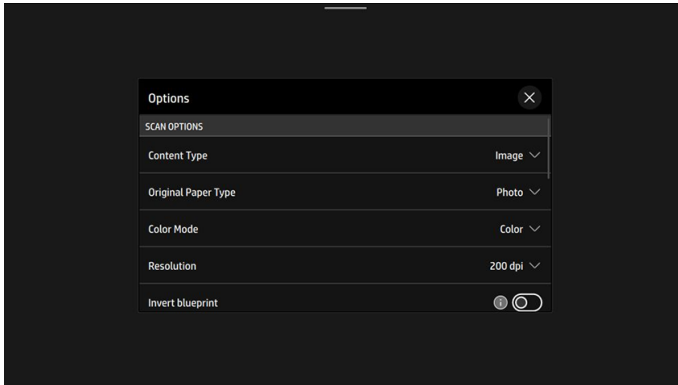 Options
SCAN OPTIONS
Content Type Image
Original Paper Type Photo
Color Mode Color
Resolution 200 dpi
Invert blueprint